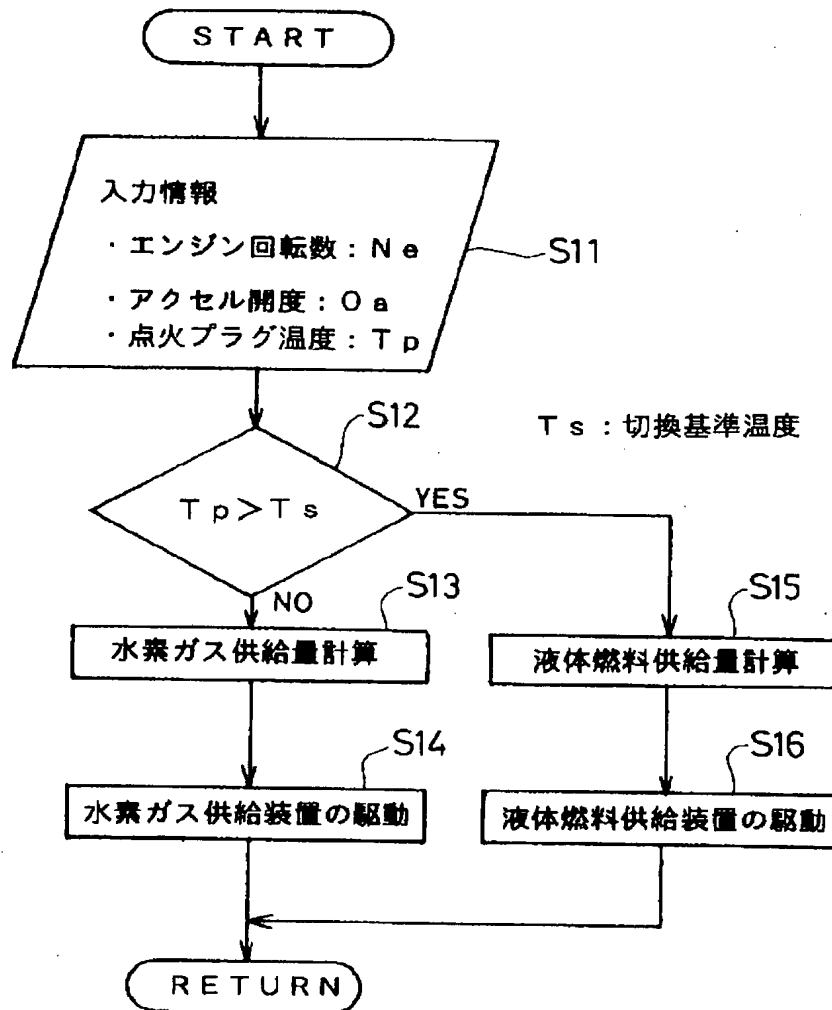 START
入力情報
・エンジン回転数：Ne
・アクセル開度：Oa
・点火プラグ温度：Tp
S11
S12
Ts：切換基準温度
Tp＞Ts
YES
NO
S13
水素ガス供給量計算
S15
液体燃料供給量計算
S14
水素ガス供給装置の駆動
S16
液体燃料供給装置の駆動
RETURN